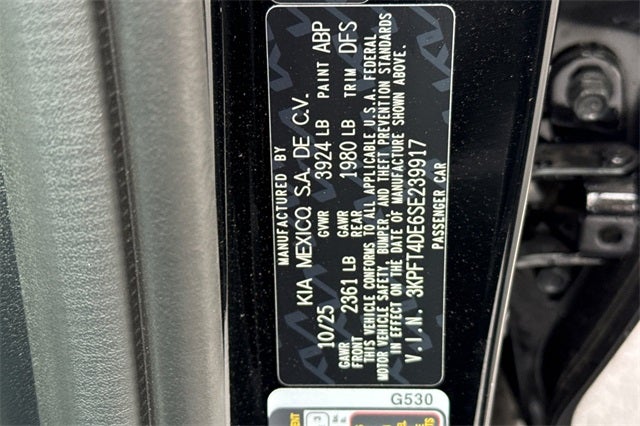 MANUFACTURED BY
KIA MEXICO, S.A. DE C.V.
10/25 GVWR 3924 LB PAINT ABP
GAWR FRONT 2361 LB GAWR REAR 1980 LB TRIM DFS
THIS VEHICLE CONFORMS TO ALL APPLICABLE U.S.A. FEDERAL
MOTOR VEHICLE SAFETY, BUMPER, AND THEFT PREVENTION STANDARDS
IN EFFECT ON THE DATE OF MANUFACTURE SHOWN ABOVE.
V.I.N. 3KPFT4DE6SE239917
PASSENGER CAR
G530